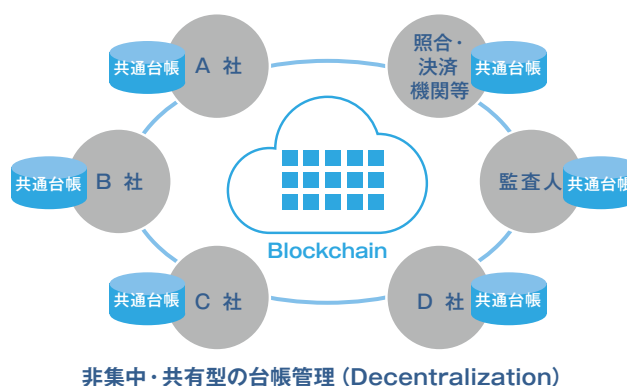 共通台帳
A 社
照合・
決済
機関等
共通台帳
共通台帳
B 社
監査人
共通台帳
Blockchain
共通台帳
C 社
D 社
共通台帳
非集中・共有型の台帳管理（Decentralization）